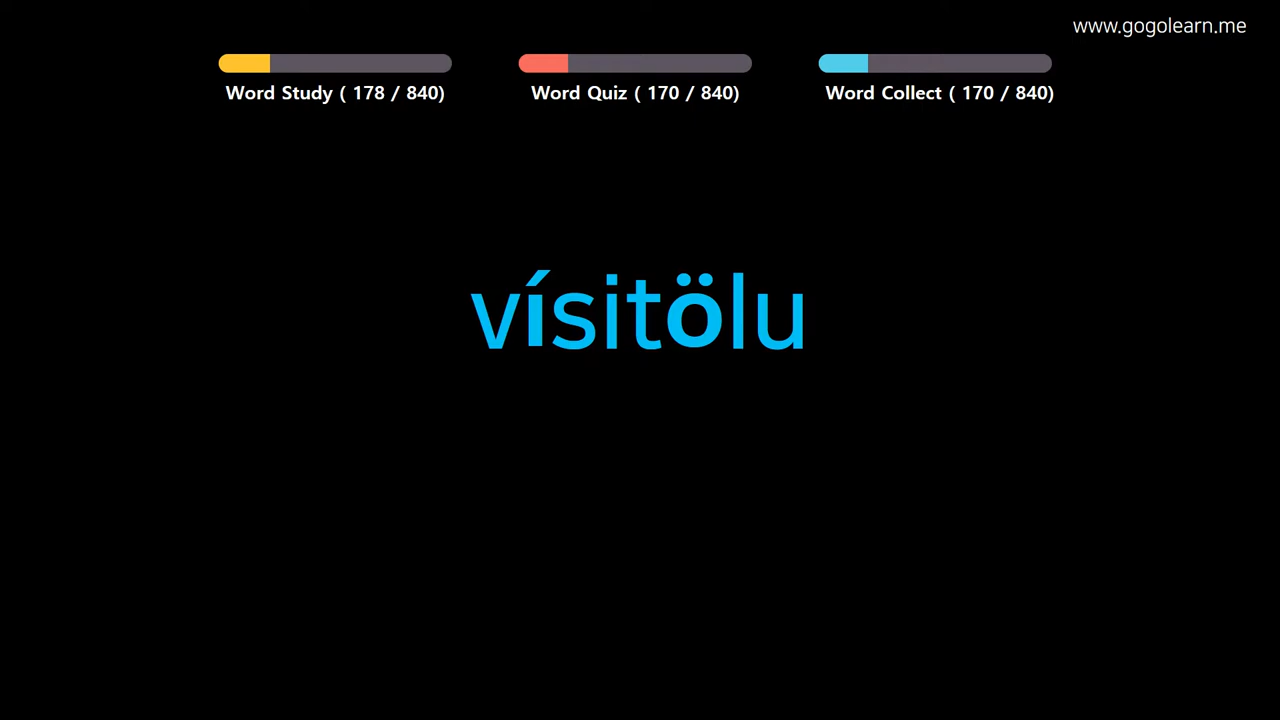 www.gogolearn.me
Word Study ( 178 / 840)
Word Quiz ( 170 / 840)
Word Collect ( 170 / 840)
vísitölu